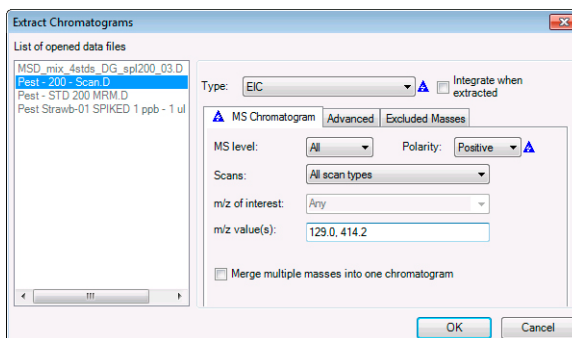 Extract Chromatograms
List of opened data files
MSD_mix_4stds_DG_spl200_03.D
Pest - 200 - Scan.D
Pest - STD 200 MRM.D
Pest Strawb-01 SPIKED 1 ppb - 1 ul
Type: EIC Integrate when extracted
MS Chromatogram Advanced Excluded Masses
MS level: All Polarity: Positive
Scans: All scan types
m/z of interest: Any
m/z value(s): 129.0, 414.2
Merge multiple masses into one chromatogram
OK Cancel